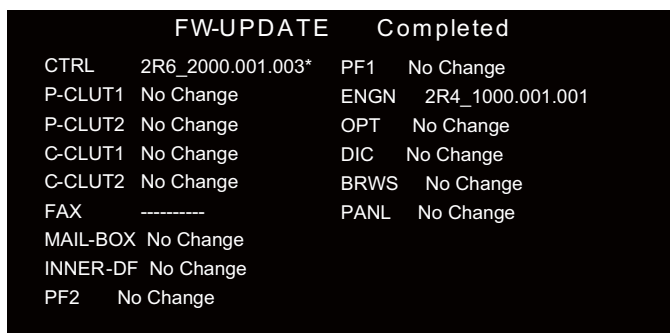 FW-UPDATE Completed
CTRL 2R6_2000.001.003* PF1 No Change
P-CLUT1 No Change ENGN 2R4_1000.001.001
P-CLUT2 No Change OPT No Change
C-CLUT1 No Change DIC No Change
C-CLUT2 No Change BRWS No Change
FAX ---------- PANL No Change
MAIL-BOX No Change
INNER-DF No Change
PF2 No Change